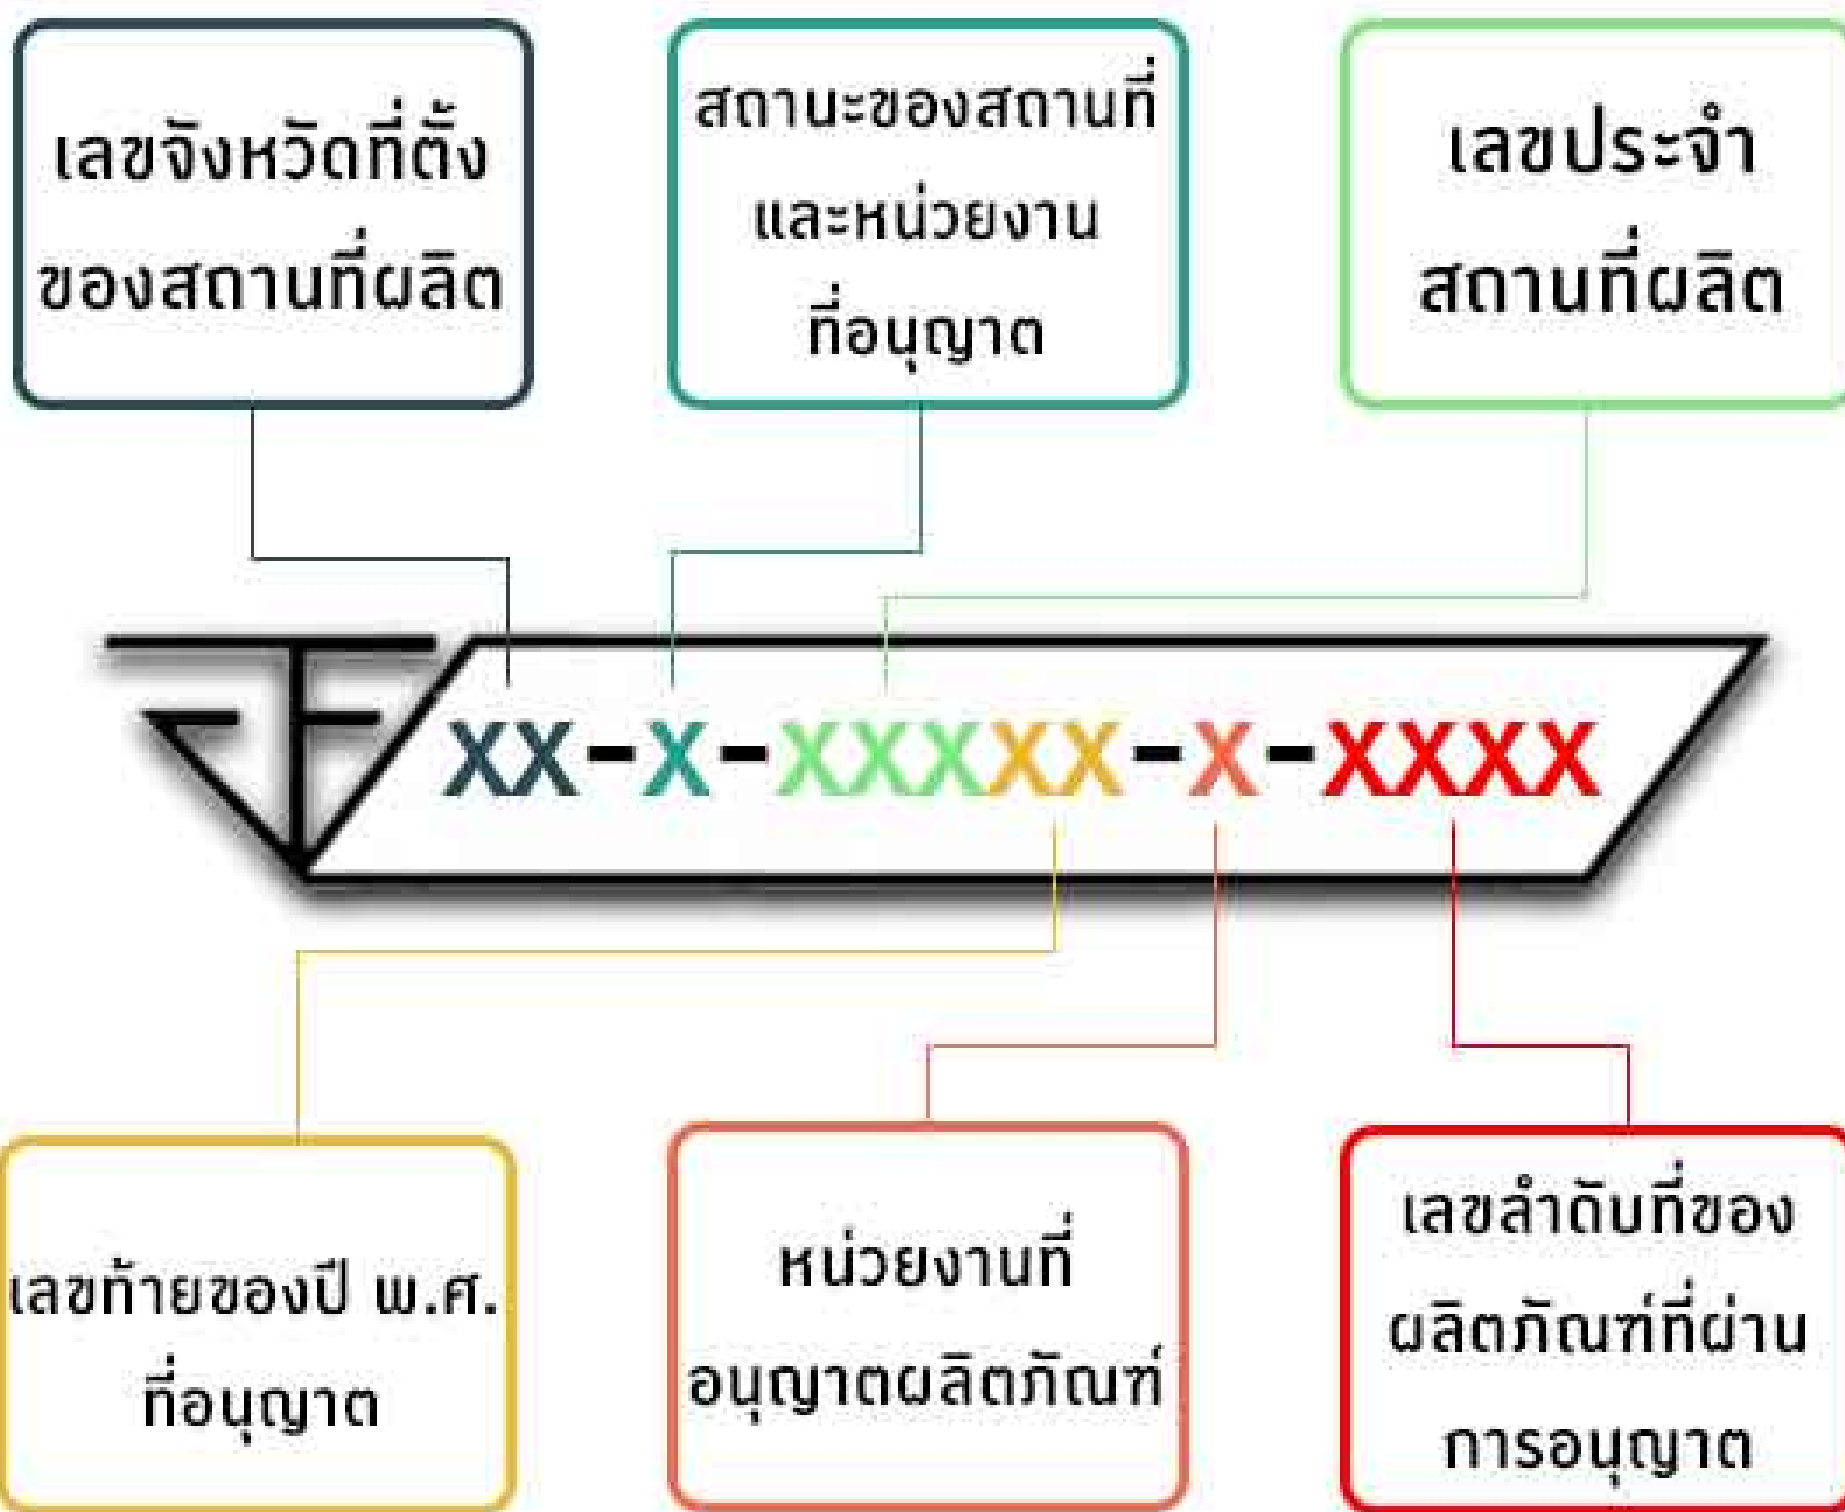 เลขจังหวัดที่ตั้ง
ของสถานที่ผลิต
สถานะของสถานที่
และหน่วยงาน
ที่อนุญาต
เลขประจำ
สถานที่ผลิต
XX-X-XXXXX-X-XXXX
เลขท้ายของปี พ.ศ.
ที่อนุญาต
หน่วยงานที่
อนุญาตผลิตภัณฑ์
เลขลำดับที่ของ
ผลิตภัณฑ์ที่ผ่าน
การอนุญาต